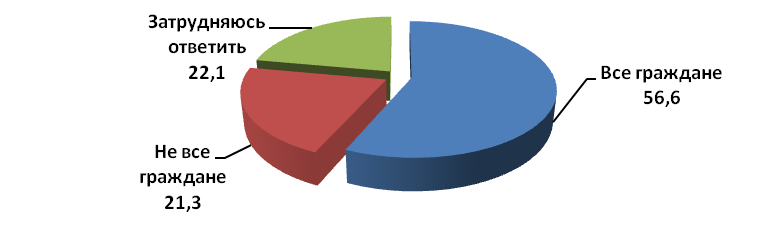 Затрудняюсь
ответить
22,1
Все граждане
56,6
Не все
граждане
21,3